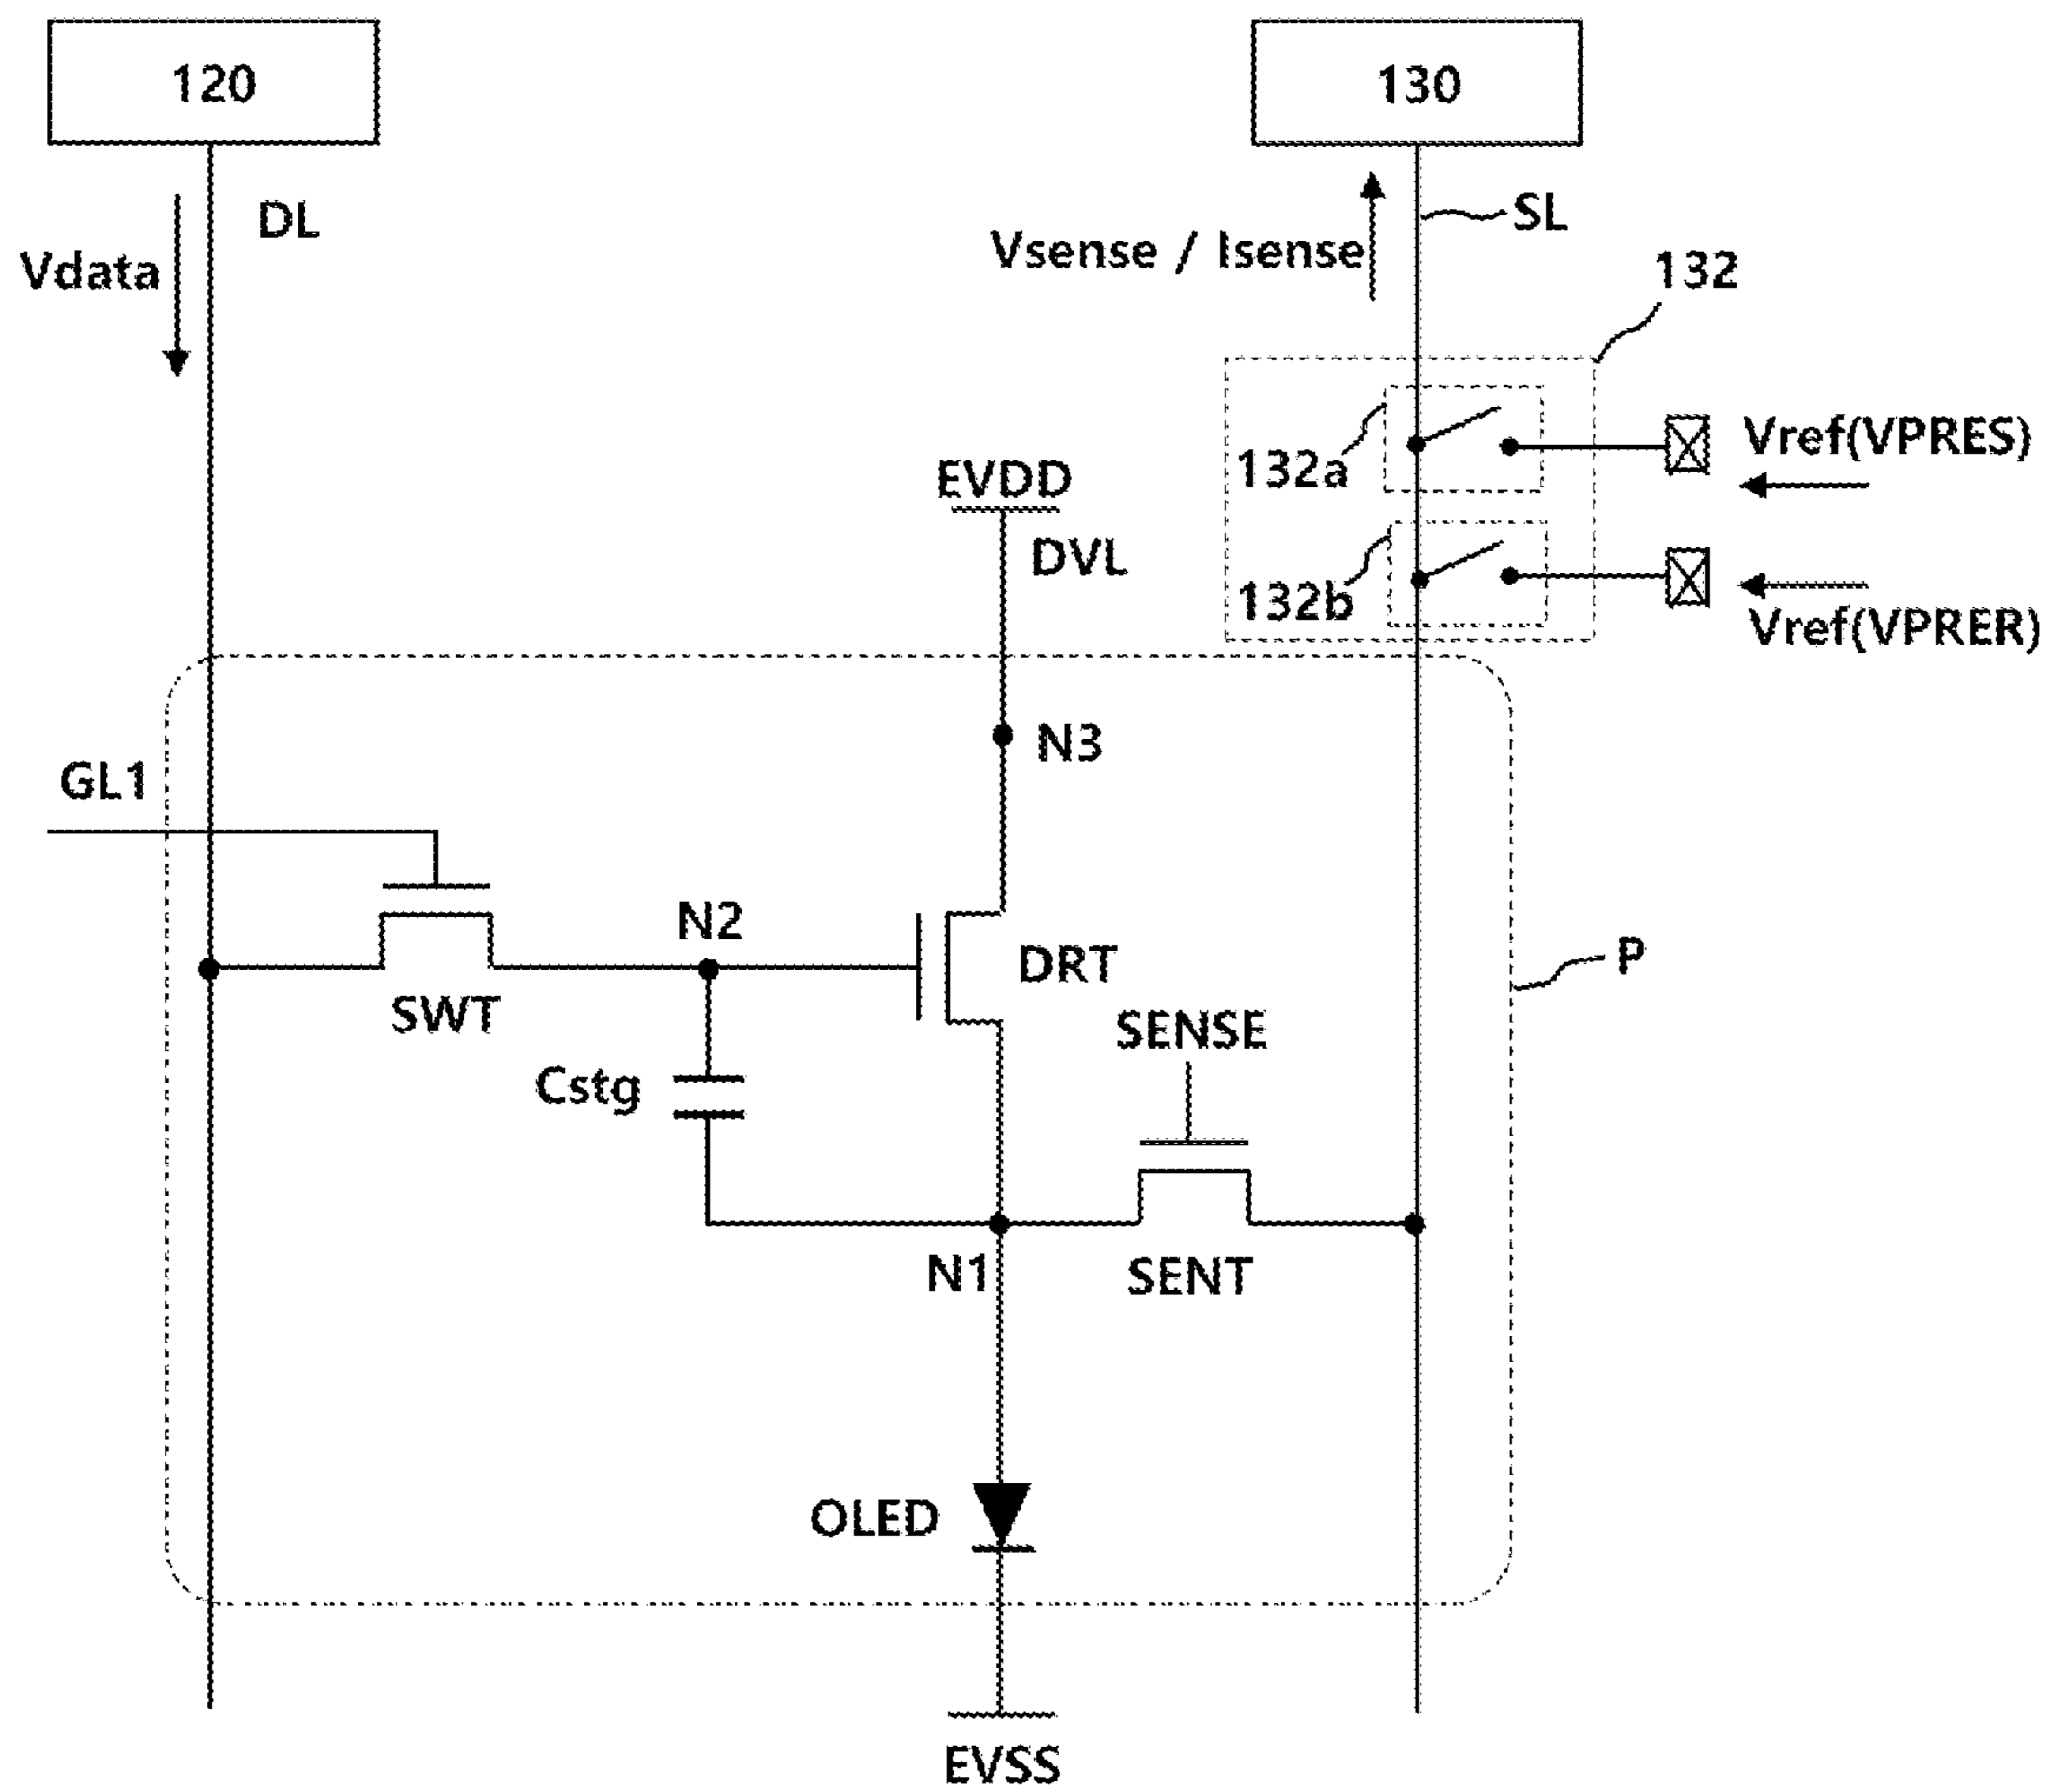 120
130
DL
SL
Vdata
Vsense / Isense
132
Vref(VPRES)
132a
EVDD
DVL
132b
Vref(VPRER)
N3
GL1
N2
DRT
P
SWT
SENSE
Cstg
N1
SENT
OLED
EVSS